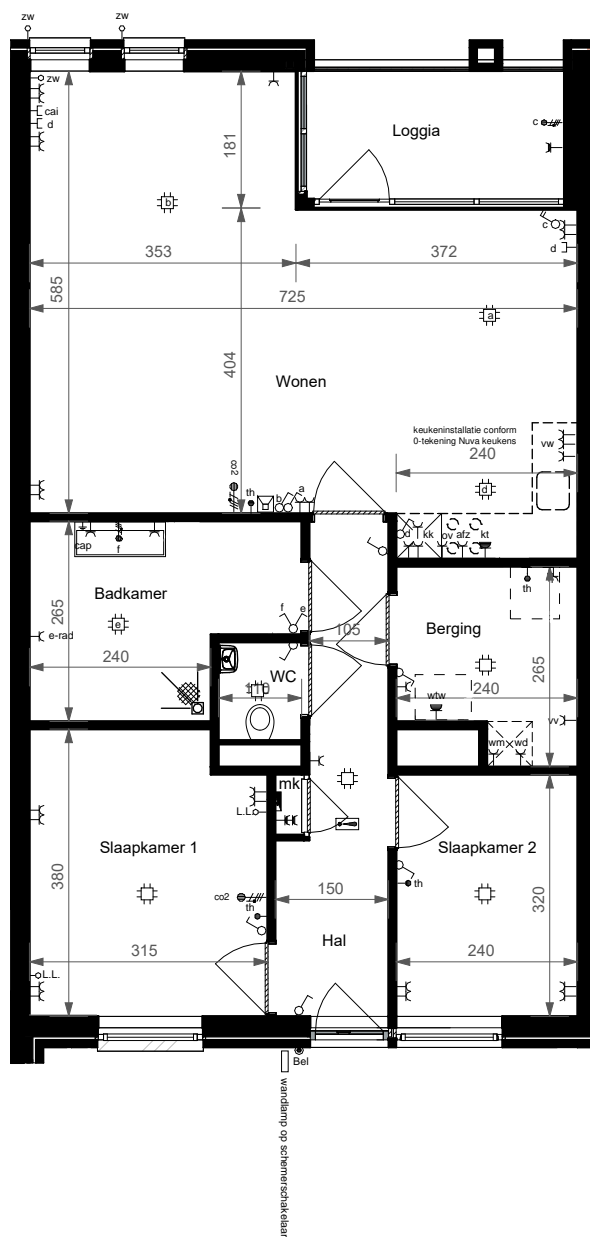 zw
zw
zw
cai
d
Loggia
c
181
b
c
d
353
372
585
725
a
404
Wonen
keukeninstallatie conform
0-tekening Nuva keukens
vw
240
co2
th
b
a
d
d
kk
ov
afz
kt
cap
f
Badkamer
265
e
f
e
e-rad
240
105
Berging
th
265
WC
110
240
wtw
vv
wm
wd
mk
L.L.
Slaapkamer 1
Slaapkamer 2
380
320
co2
th
th
150
Hal
315
240
L.L.
Bel
wandlamp op schemerschakelaar